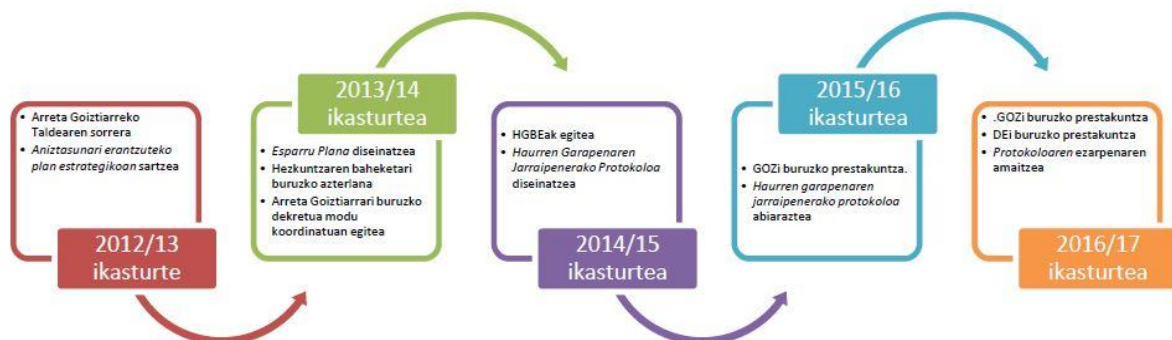 • Arreta Goiztiarreko
Taldearen sorrera
• Aniztasunari erantzuteko
plan estrategikoan sartzea
2012/13
ikasturte
2013/14
ikasturtea
• Esparru Plana diseinatzea
• Hezkuntzaren baheketari
buruzko azterlana
• Arreta Goiztiarrari buruzko
dekretua modu
koordinatuan egitea
• HGBEak egitea
• Haurren Garapenaren
Jarraipenerako Protokoloa
diseinatzea
2014/15
ikasturtea
2015/16
ikasturtea
• GOZi buruzko prestakuntza.
• Haurren garapenaren
jarraipenerako protokoloa
abiaraztea
• .GOZi buruzko prestakuntza
• DEi buruzko prestakuntza
• Protokoloaren ezarpenaren
amaitzea
2016/17
ikasturtea